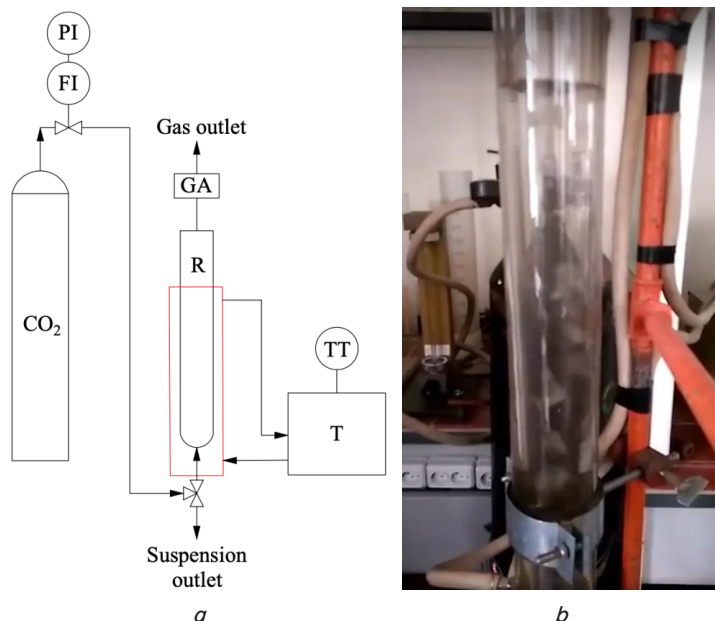 PI
FI
Gas outlet
GA
R
CO₂
TT
T
Suspension
outlet
a
b